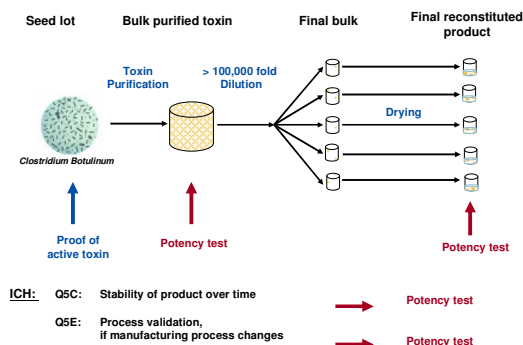 Seed lot
Bulk purified toxin
Final bulk
Final reconstituted
product
Toxin
Purification
> 100,000 fold
Dilution
Drying
Clostridium Botulinum
Proof of
active toxin
Potency test
Potency test
ICH: Q5C: Stability of product over time
Potency test
Q5E: Process validation,
if manufacturing process changes
Potency test